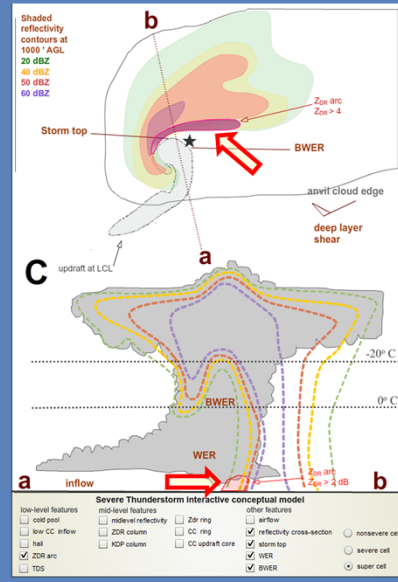 Shaded
reflectivity
contours at
1000 ' AGL
20 dBZ
40 dBZ
50 dBZ
60 dBZ
b
ZDR arc
ZDR > 4
Storm top
BWER
anvil cloud edge
deep layer
shear
updraft at LCL
a
C
-20° C
BWER
0° C
WER
a
inflow
ZDR arc
ZDR > 2 dB
b
Severe Thunderstorm Interactive conceptual model
low-level features
cold pool
low CC inflow
hail
ZDR arc
TDS
mid-level features
midlevel reflectivity
ZDR column
KDP column
Zdr ring
CC ring
CC updraft core
other features
airflow
reflectivity cross-section
storm top
WER
BWER
nonsevere cell
severe cell
super cell